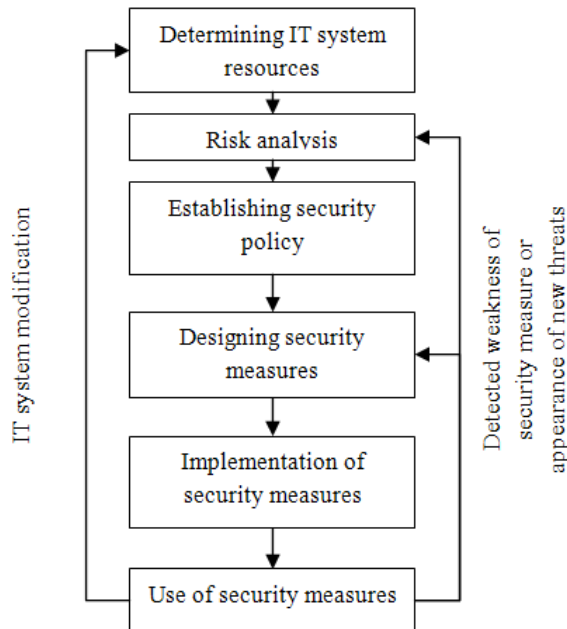 Determining IT system
resources
Risk analysis
Establishing security
policy
Designing security
measures
Implementation of
security measures
Use of security measures
IT system modification
Detected weakness of
security measure or
appearance of new threats